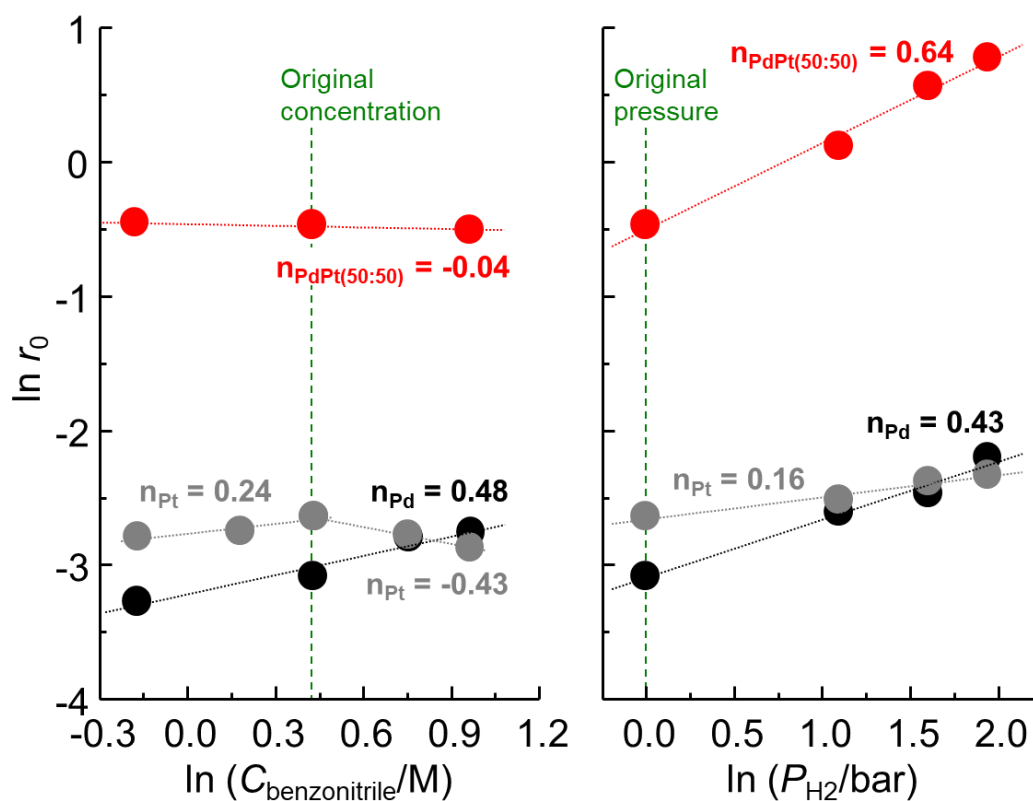 1
0
-1
-2
-3
-4
ln r0
Original
concentration
nPdPt(50:50) = -0.04
nPt = 0.24
nPd = 0.48
nPt = -0.43
-0.3 0.0 0.3 0.6 0.9 1.2
ln (Cbenzonitrile/M)
nPdPt(50:50) = 0.64
Original
pressure
nPd = 0.43
nPt = 0.16
0.0 0.5 1.0 1.5 2.0
ln (PH2/bar)